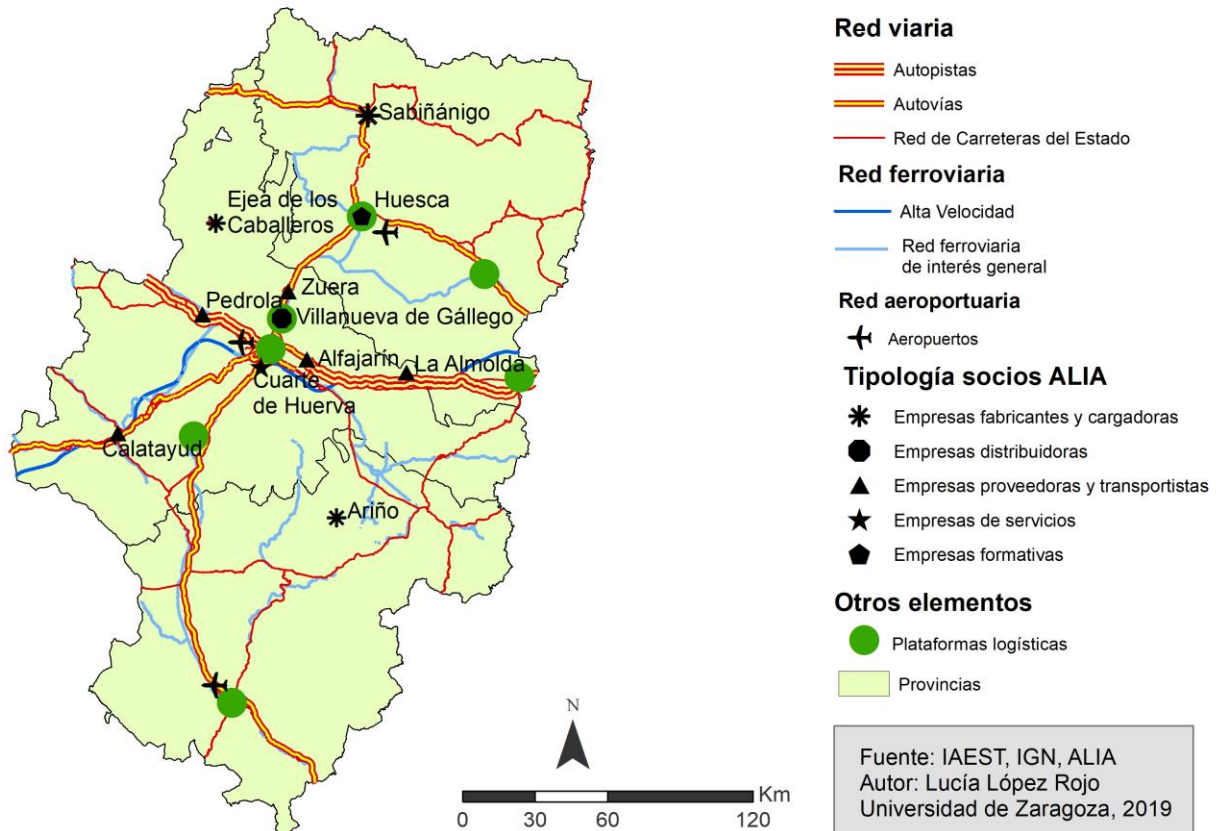 Sabiñánigo
Ejea de los
Caballeros
Huesca
Zuera
Pedrola
Villanueva de Gállego
Alfajarín
La Almolda
Cuarte
de Huerva
Calatayud
Ariño
N
Km
0
30
60
120
Red viaria
Autopistas
Autovías
Red de Carreteras del Estado
Red ferroviaria
Alta Velocidad
Red ferroviaria
de interés general
Red aeroportuaria
Aeropuertos
Tipología socios ALIA
Empresas fabricantes y cargadoras
Empresas distribuidoras
Empresas proveedoras y transportistas
Empresas de servicios
Empresas formativas
Otros elementos
Plataformas logísticas
Provincias
Fuente: IAEST, IGN, ALIA
Autor: Lucía López Rojo
Universidad de Zaragoza, 2019